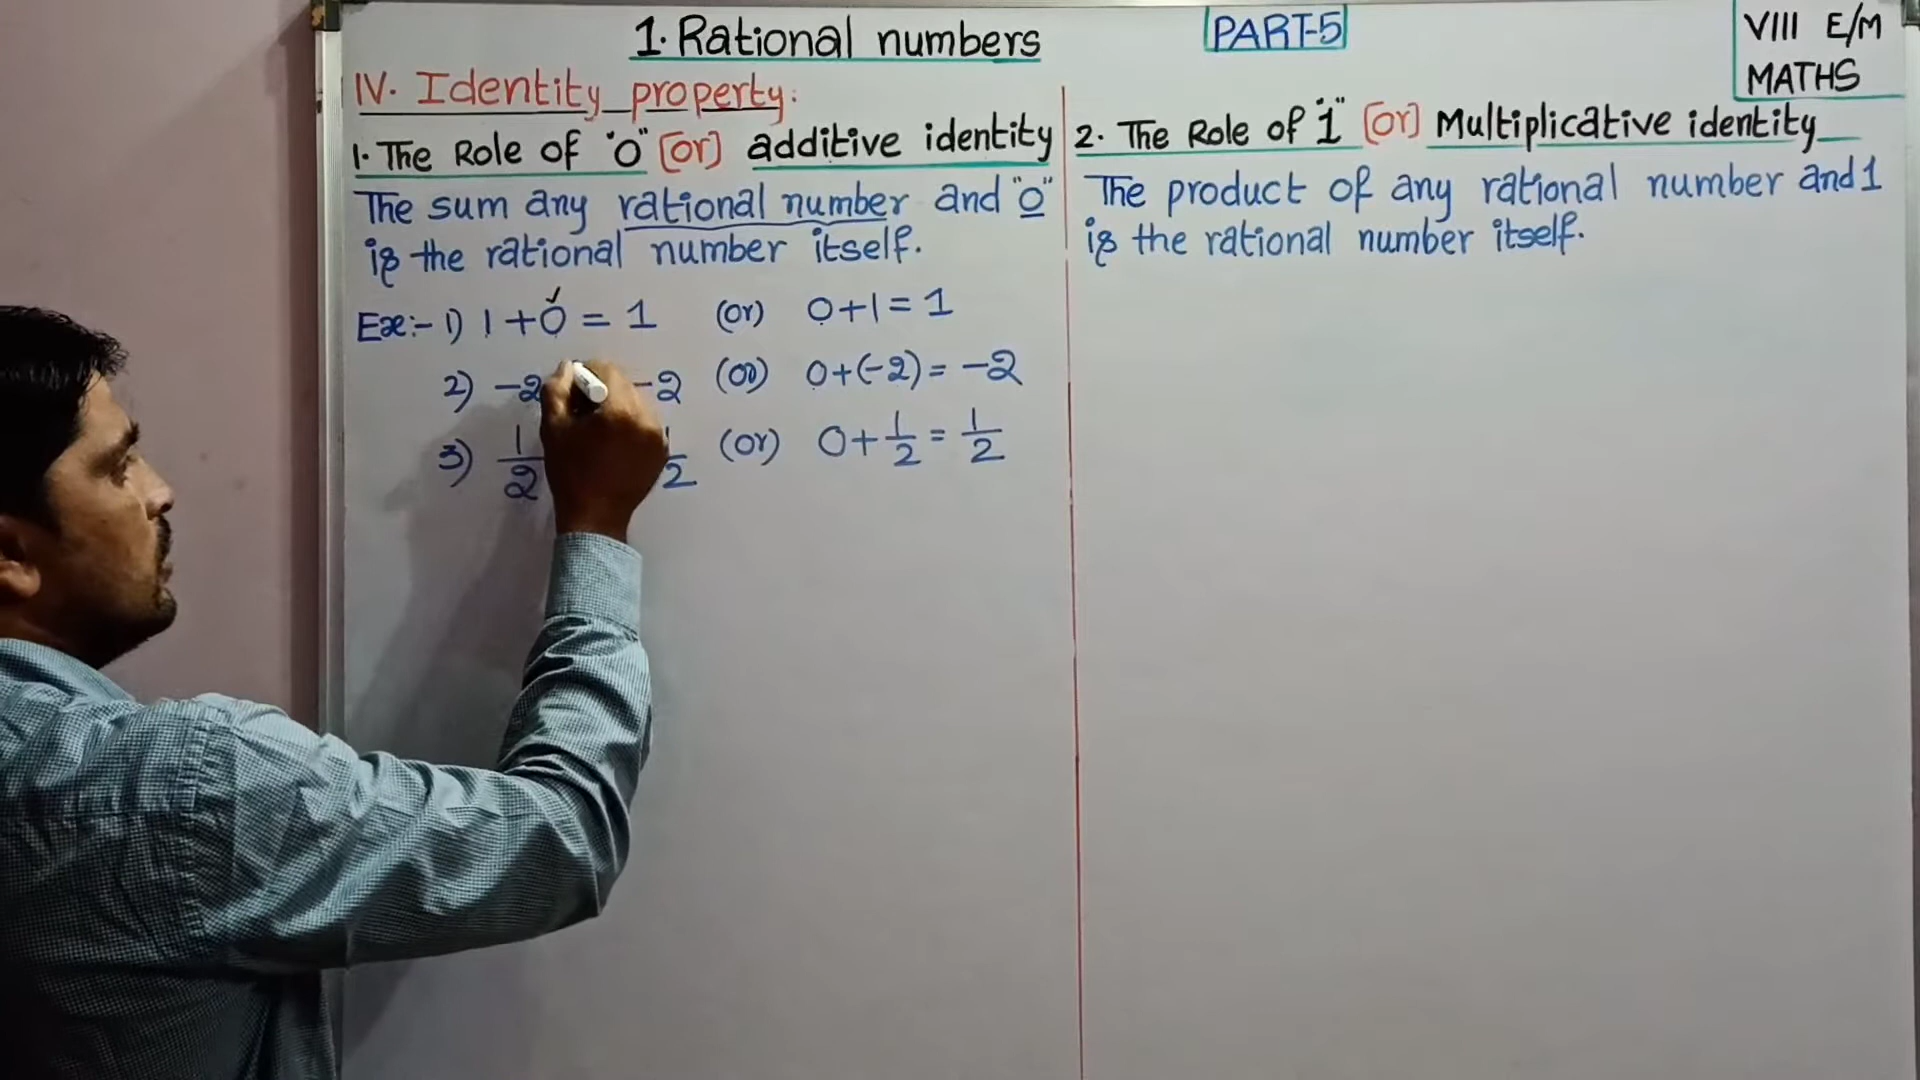 1. Rational numbers
PART-5
VIII E/M
MATHS
IV. Identity property:
1. The Role of "0" [or] additive identity
The sum any rational number and "0"
is the rational number itself.
Ex:- 1) 1 + 0 = 1 (or) 0+1 = 1
2) -2 -2 (or) 0+(-2) = -2
3) 1/2 1/2 (or) 0 + 1/2 = 1/2
2. The Role of "1" [or] Multiplicative identity
The product of any rational number and 1
is the rational number itself.